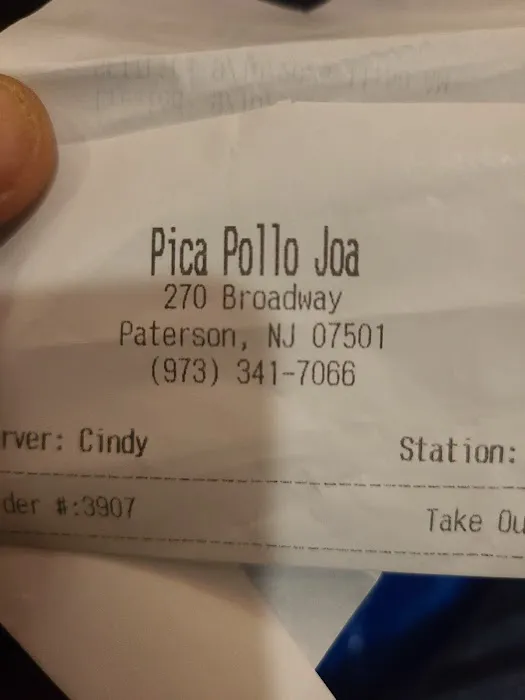 Pica Pollo Joa
270 Broadway
Paterson, NJ 07501
(973) 341-7066
rver: Cindy Station:
der #:3907 Take Ou